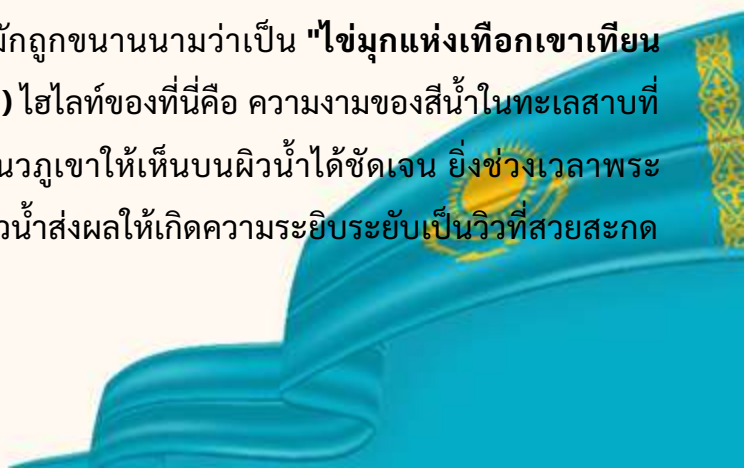 มักถูกขนานนามว่าเป็น "ไข่มุกแห่งเทือกเขาเทียน
) ไฮไลท์ของที่นี่คือ ความงามของสีน้ำในทะเลสาบที่
นวภูเขาให้เห็นบนผิวน้ำได้ชัดเจน ยิ่งช่วงเวลาพระ
วน้ำส่งผลให้เกิดความระยิบระยับเป็นวิวที่สวยสะกด